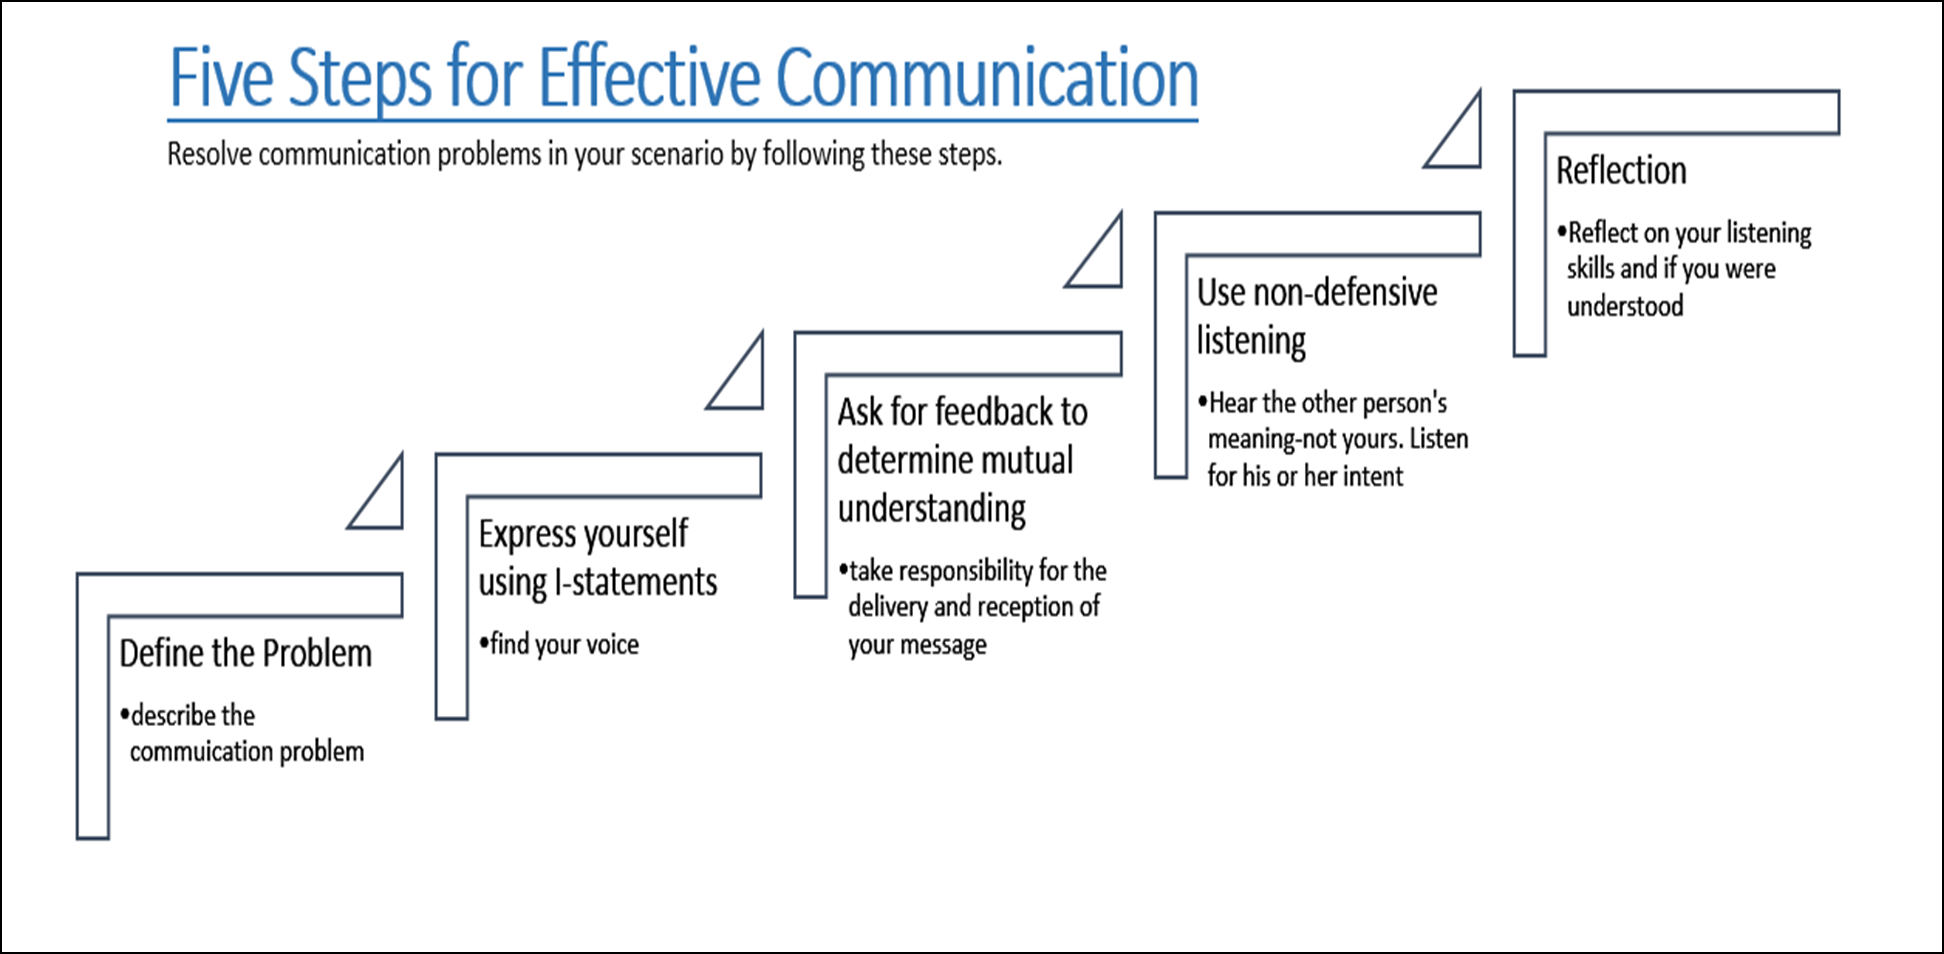 Five Steps for Effective Communication
Resolve communication problems in your scenario by following these steps.
Define the Problem
•describe the
commuication problem
Express yourself
using I-statements
•find your voice
Ask for feedback to
determine mutual
understanding
•take responsibility for the
delivery and reception of
your message
Use non-defensive
listening
•Hear the other person's
meaning-not yours. Listen
for his or her intent
Reflection
•Reflect on your listening
skills and if you were
understood